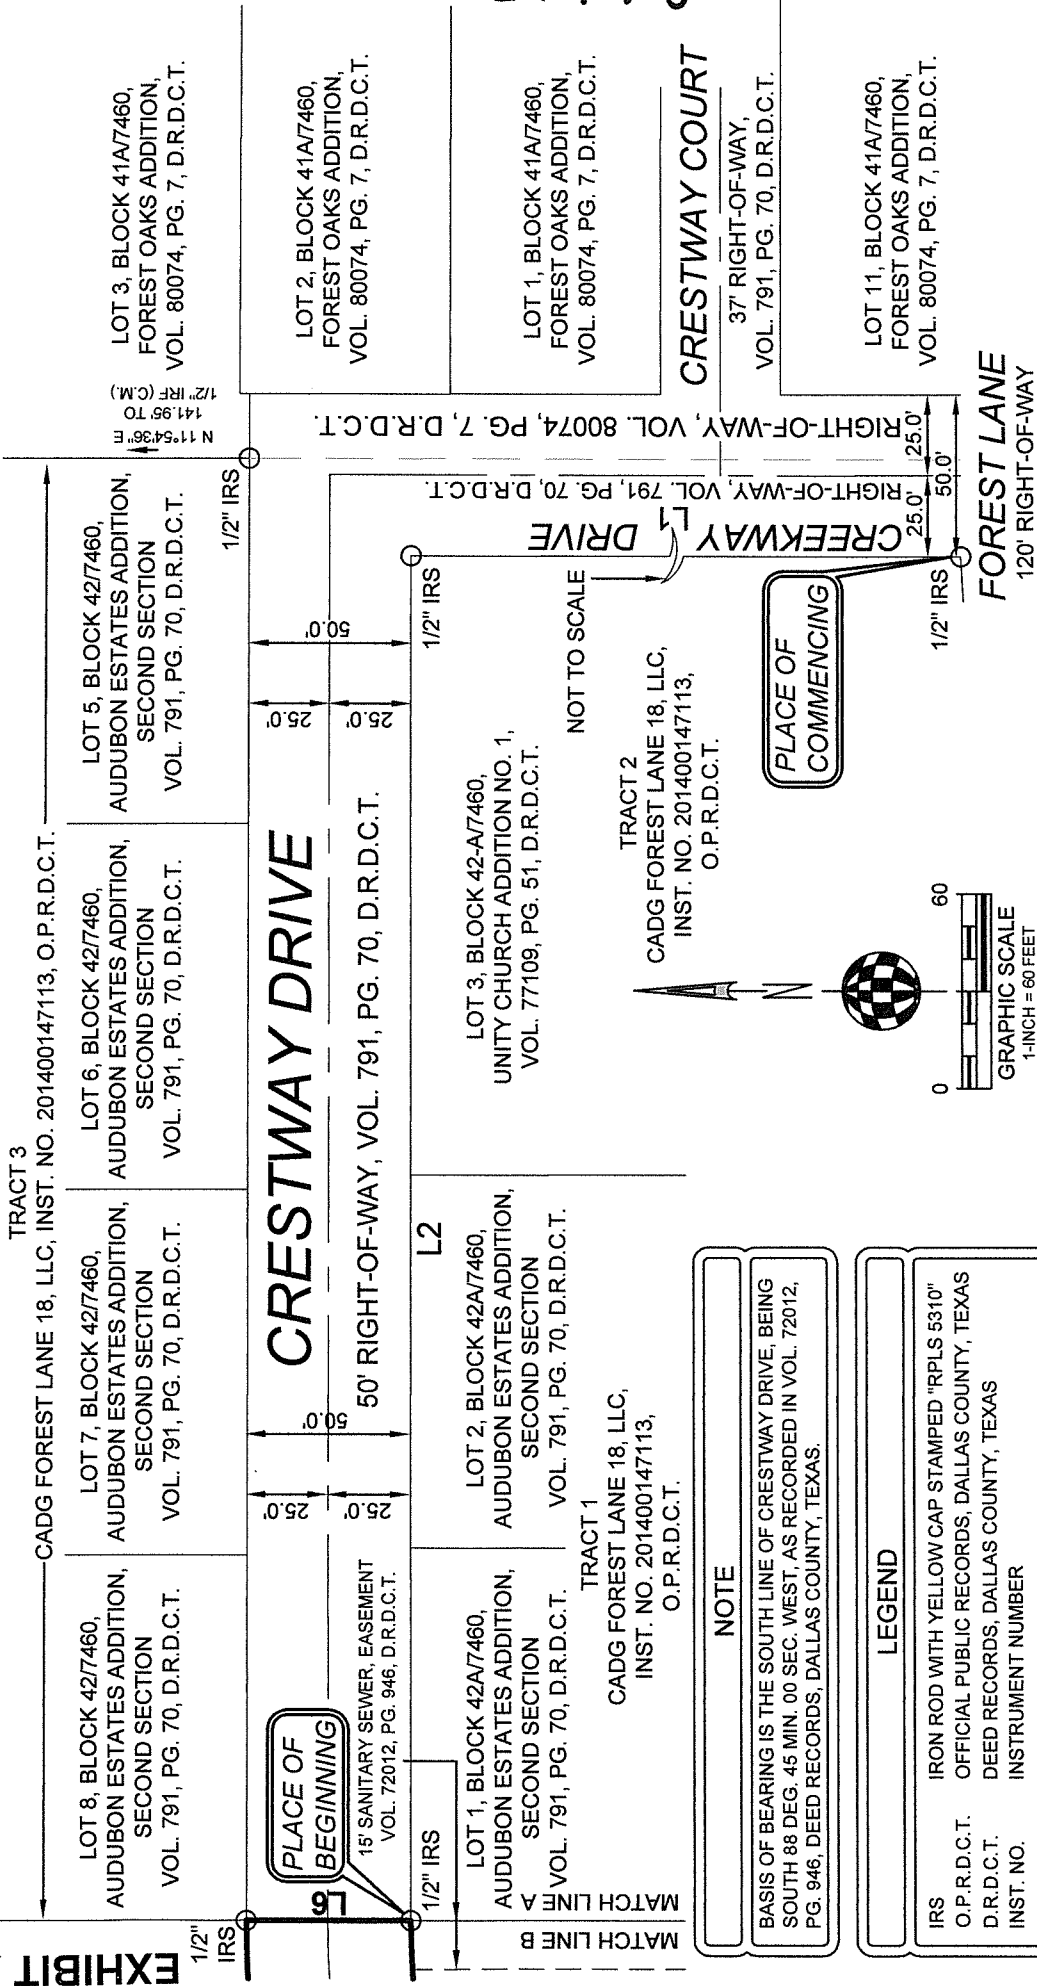 EXHIBIT
TRACT 3
CADG FOREST LANE 18, LLC, INST. NO. 201400147113, O.P.R.D.C.T.
1/2"
IRS
LOT 8, BLOCK 42/7460,
AUDUBON ESTATES ADDITION,
SECOND SECTION
VOL. 791, PG. 70, D.R.D.C.T.
LOT 7, BLOCK 42/7460,
AUDUBON ESTATES ADDITION,
SECOND SECTION
VOL. 791, PG. 70, D.R.D.C.T.
LOT 6, BLOCK 42/7460,
AUDUBON ESTATES ADDITION,
SECOND SECTION
VOL. 791, PG. 70, D.R.D.C.T.
LOT 5, BLOCK 42/7460,
AUDUBON ESTATES ADDITION,
SECOND SECTION
VOL. 791, PG. 70, D.R.D.C.T.
1/2" IRS
N 11°54'36" E
141.95' TO
1/2" IRF (C.M.)
LOT 3, BLOCK 41A/7460,
FOREST OAKS ADDITION,
VOL. 80074, PG. 7, D.R.D.C.T.
LOT 2, BLOCK 41A/7460,
FOREST OAKS ADDITION,
VOL. 80074, PG. 7, D.R.D.C.T.
LOT 1, BLOCK 41A/7460,
FOREST OAKS ADDITION,
VOL. 80074, PG. 7, D.R.D.C.T.
CRESTWAY COURT
37' RIGHT-OF-WAY,
VOL. 791, PG. 70, D.R.D.C.T.
LOT 11, BLOCK 41A/7460,
FOREST OAKS ADDITION,
VOL. 80074, PG. 7, D.R.D.C.T.
PLACE OF
BEGINNING
L6
15' SANITARY SEWER, EASEMENT
VOL. 72012, PG. 946, D.R.D.C.T.
1/2" IRS
25.0'
25.0'
50.0'
CRESTWAY DRIVE
50' RIGHT-OF-WAY, VOL. 791, PG. 70, D.R.D.C.T.
25.0'
25.0'
50.0'
1/2" IRS
RIGHT-OF-WAY, VOL. 80074, PG. 7, D.R.D.C.T.
RIGHT-OF-WAY, VOL. 791, PG. 70, D.R.D.C.T.
CREEKWAY DRIVE
L1
25.0'
25.0'
50.0'
NOT TO SCALE
L2
MATCH LINE A
MATCH LINE B
LOT 1, BLOCK 42A/7460,
AUDUBON ESTATES ADDITION,
SECOND SECTION
VOL. 791, PG. 70, D.R.D.C.T.
LOT 2, BLOCK 42A/7460,
AUDUBON ESTATES ADDITION,
SECOND SECTION
VOL. 791, PG. 70, D.R.D.C.T.
TRACT 1
CADG FOREST LANE 18, LLC,
INST. NO. 201400147113,
O.P.R.D.C.T.
LOT 3, BLOCK 42-A/7460,
UNITY CHURCH ADDITION NO. 1,
VOL. 77109, PG. 51, D.R.D.C.T.
TRACT 2
CADG FOREST LANE 18, LLC,
INST. NO. 201400147113,
O.P.R.D.C.T.
PLACE OF
COMMENCING
1/2" IRS
FOREST LANE
120' RIGHT-OF-WAY
N
0 60
GRAPHIC SCALE
1-INCH = 60 FEET
NOTE
BASIS OF BEARING IS THE SOUTH LINE OF CRESTWAY DRIVE, BEING
SOUTH 88 DEG. 45 MIN. 00 SEC. WEST, AS RECORDED IN VOL. 72012,
PG. 946, DEED RECORDS, DALLAS COUNTY, TEXAS.
LEGEND
IRS IRON ROD WITH YELLOW CAP STAMPED "RPLS 5310"
O.P.R.D.C.T. OFFICIAL PUBLIC RECORDS, DALLAS COUNTY, TEXAS
D.R.D.C.T. DEED RECORDS, DALLAS COUNTY, TEXAS
INST. NO. INSTRUMENT NUMBER